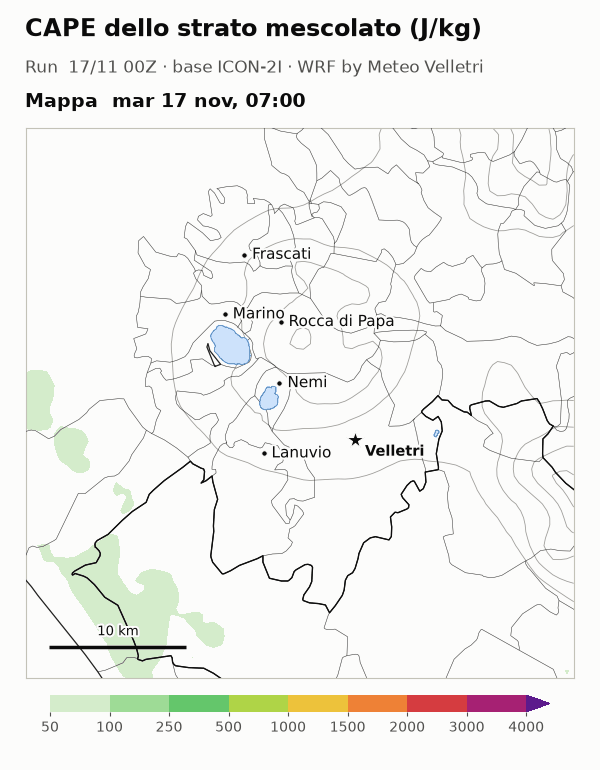 CAPE dello strato mescolato (J/kg)
Run 17/11 00Z · base ICON-2I · WRF by Meteo Velletri
Mappa mar 17 nov, 07:00
Frascati
Marino
Rocca di Papa
Nemi
Velletri
Lanuvio
10 km
50 100 250 500 1000 1500 2000 3000 4000